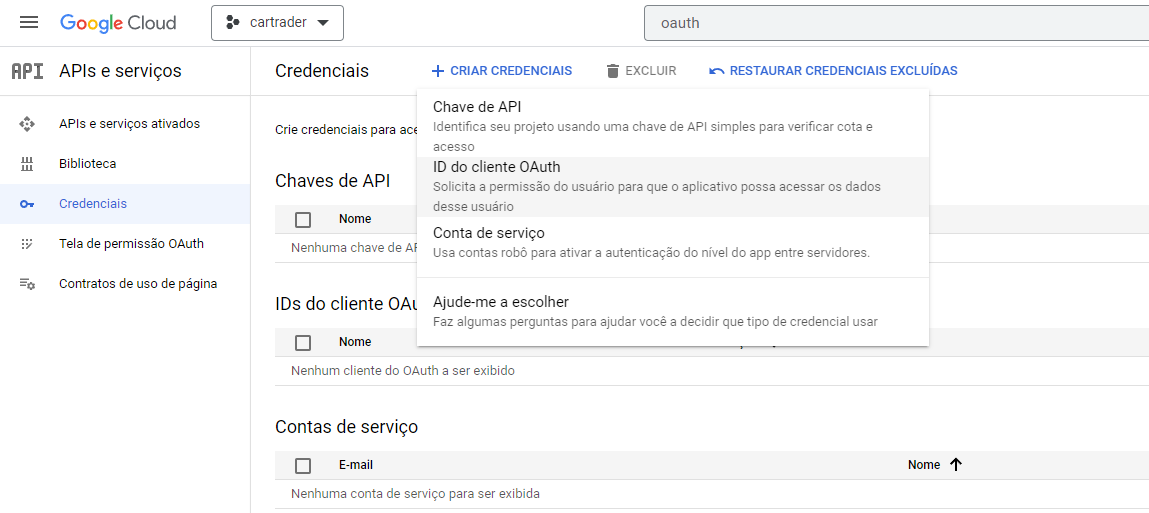 Google Cloud
cartrader
oauth
API
APIs e serviços
Credenciais
CRIAR CREDENCIAIS
EXCLUIR
RESTAURAR CREDENCIAIS EXCLUÍDAS
APIs e serviços ativados
Biblioteca
Credenciais
Tela de permissão OAuth
Contratos de uso de página
Crie credenciais para ace
Chave de API
Identifica seu projeto usando uma chave de API simples para verificar cota e
acesso
ID do cliente OAuth
Solicita a permissão do usuário para que o aplicativo possa acessar os dados
desse usuário
Conta de serviço
Usa contas robô para ativar a autenticação do nível do app entre servidores.
Ajude-me a escolher
Faz algumas perguntas para ajudar você a decidir que tipo de credencial usar
Chaves de API
Nome
Nenhuma chave de AP
IDs do cliente OAu
Nome
Nenhum cliente do OAuth a ser exibido
Contas de serviço
E-mail
Nome
Nenhuma conta de serviço para ser exibida